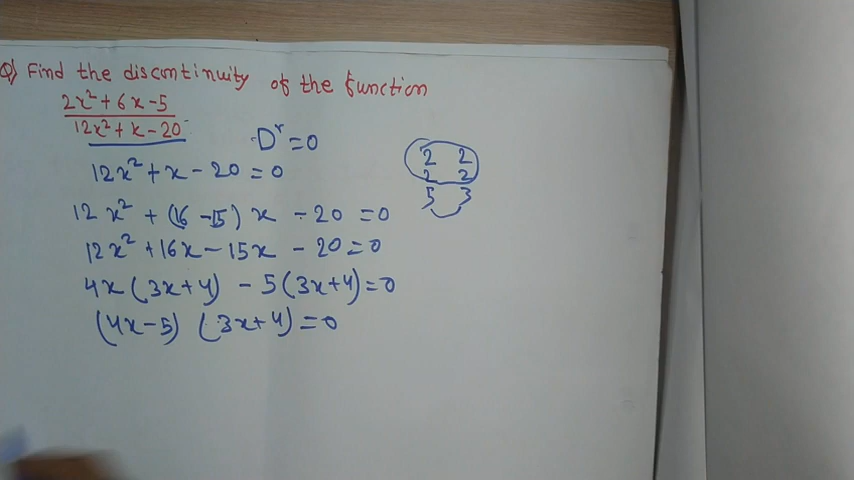 Q) Find the discontinuity of the function
2x² + 6x - 5
12x² + x - 20
Dʳ = 0
12x² + x - 20 = 0
12x² + (16 - 15) x - 20 = 0
12x² + 16x - 15x - 20 = 0
4x (3x + 4) - 5 (3x + 4) = 0
(4x - 5) (3x + 4) = 0
2 2
2 2
5 3